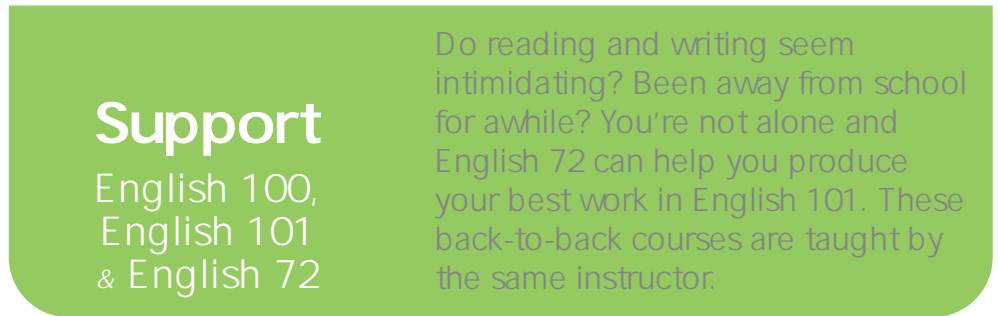 Support
English 100,
English 101
& English 72
Do reading and writing seem
intimidating? Been away from school
for awhile? You're not alone and
English 72 can help you produce
your best work in English 101. These
back-to-back courses are taught by
the same instructor.